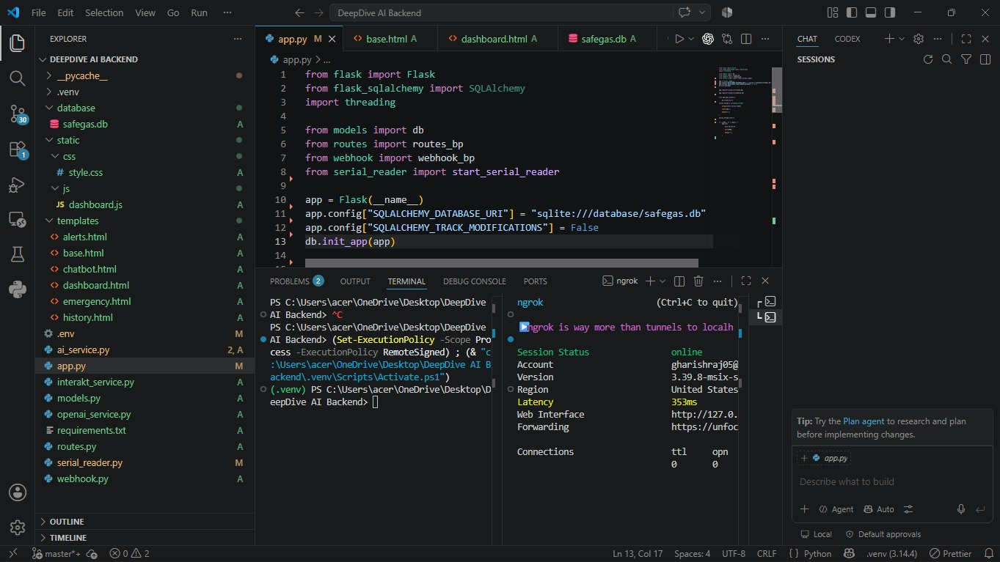 File Edit Selection View Go Run ···
DeepDive AI Backend
EXPLORER ···
DEEPDIVE AI BACKEND
__pycache__
.venv
database
safegas.db A
static
css
# style.css A
js
JS dashboard.js A
templates
<> alerts.html A
<> base.html A
<> chatbot.html A
<> dashboard.html A
<> emergency.html A
<> history.html A
.env M
ai_service.py 2, A
app.py M
interakt_service.py A
models.py A
openai_service.py A
requirements.txt A
routes.py A
serial_reader.py M
webhook.py A
OUTLINE
TIMELINE
30
1
app.py M
<> base.html A
<> dashboard.html A
safegas.db A
app.py > ...
1 from flask import Flask
2 from flask_sqlalchemy import SQLAlchemy
3 import threading
4
5 from models import db
6 from routes import routes_bp
7 from webhook import webhook_bp
8 from serial_reader import start_serial_reader
9
10 app = Flask(__name__)
11 app.config["SQLALCHEMY_DATABASE_URI"] = "sqlite:///database/safegas.db"
12 app.config["SQLALCHEMY_TRACK_MODIFICATIONS"] = False
13 db.init_app(app)
14
PROBLEMS 2 OUTPUT TERMINAL DEBUG CONSOLE PORTS
ngrok
PS C:\Users\acer\OneDrive\Desktop\DeepDive
AI Backend> ^C
PS C:\Users\acer\OneDrive\Desktop\DeepDive
AI Backend> (Set-ExecutionPolicy -Scope Pro
cess -ExecutionPolicy RemoteSigned) ; (& "c
:\Users\acer\OneDrive\Desktop\DeepDive AI B
ackend\.venv\Scripts\Activate.ps1")
(.venv) PS C:\Users\acer\OneDrive\Desktop\D
eepDive AI Backend>
ngrok (Ctrl+C to quit)
ngrok is way more than tunnels to localh
Session Status online
Account gharishraj05@
Version 3.39.8-msix-s
Region United States
Latency 353ms
Web Interface http://127.0.
Forwarding https://unfoc
Connections ttl opn
0 0
CHAT CODEX
SESSIONS
Tip: Try the Plan agent to research and plan
before implementing changes.
app.py
Describe what to build
Agent Auto
Local Default approvals
master*+ 0 2
Ln 13, Col 17 Spaces: 4 UTF-8 CRLF { } Python .venv (3.14.4) Prettier